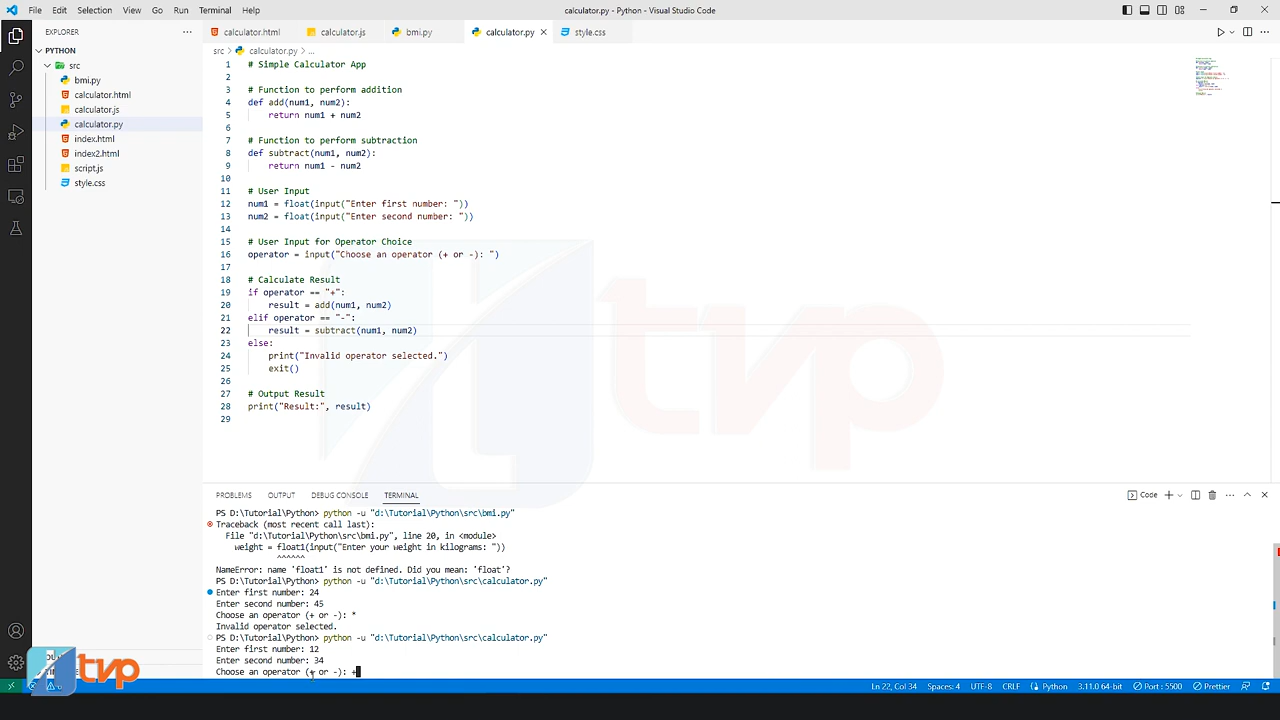 File Edit Selection View Go Run Terminal Help
calculator.py - Python - Visual Studio Code
EXPLORER
PYTHON
src
bmi.py
calculator.html
calculator.js
calculator.py
index.html
index2.html
script.js
style.css
calculator.html calculator.js bmi.py calculator.py style.css
src > calculator.py > ...
1 # Simple Calculator App
2
3 # Function to perform addition
4 def add(num1, num2):
5 return num1 + num2
6
7 # Function to perform subtraction
8 def subtract(num1, num2):
9 return num1 - num2
10
11 # User Input
12 num1 = float(input("Enter first number: "))
13 num2 = float(input("Enter second number: "))
14
15 # User Input for Operator Choice
16 operator = input("Choose an operator (+ or -): ")
17
18 # Calculate Result
19 if operator == "+":
20 result = add(num1, num2)
21 elif operator == "-":
22 result = subtract(num1, num2)
23 else:
24 print("Invalid operator selected.")
25 exit()
26
27 # Output Result
28 print("Result:", result)
29
tvp
PROBLEMS OUTPUT DEBUG CONSOLE TERMINAL
Code
PS D:\Tutorial\Python> python -u "d:\Tutorial\Python\src\bmi.py"
Traceback (most recent call last):
File "d:\Tutorial\Python\src\bmi.py", line 20, in <module>
weight = float1(input("Enter your weight in kilograms: "))
^^^^^^
NameError: name 'float1' is not defined. Did you mean: 'float'?
PS D:\Tutorial\Python> python -u "d:\Tutorial\Python\src\calculator.py"
Enter first number: 24
Enter second number: 45
Choose an operator (+ or -): *
Invalid operator selected.
PS D:\Tutorial\Python> python -u "d:\Tutorial\Python\src\calculator.py"
Enter first number: 12
Enter second number: 34
Choose an operator (+ or -): +
tvp
Ln 22, Col 34 Spaces: 4 UTF-8 CRLF Python 3.11.0 64-bit Port : 5500 Prettier